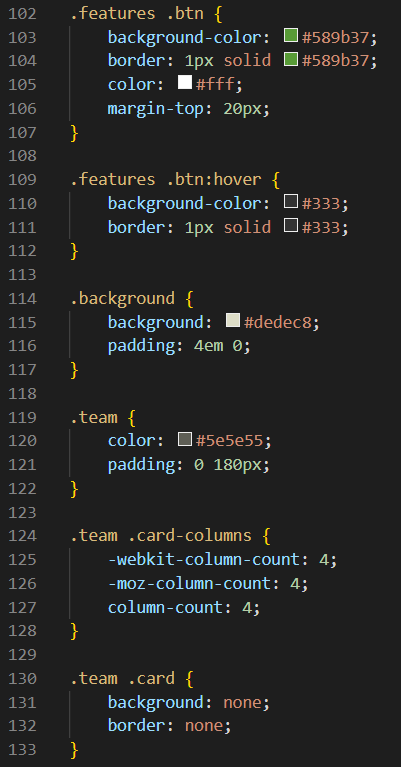 102 .features .btn {
103     background-color: #589b37;
104     border: 1px solid #589b37;
105     color: #fff;
106     margin-top: 20px;
107 }
108
109 .features .btn:hover {
110     background-color: #333;
111     border: 1px solid #333;
112 }
113
114 .background {
115     background: #dedec8;
116     padding: 4em 0;
117 }
118
119 .team {
120     color: #5e5e55;
121     padding: 0 180px;
122 }
123
124 .team .card-columns {
125     -webkit-column-count: 4;
126     -moz-column-count: 4;
127     column-count: 4;
128 }
129
130 .team .card {
131     background: none;
132     border: none;
133 }